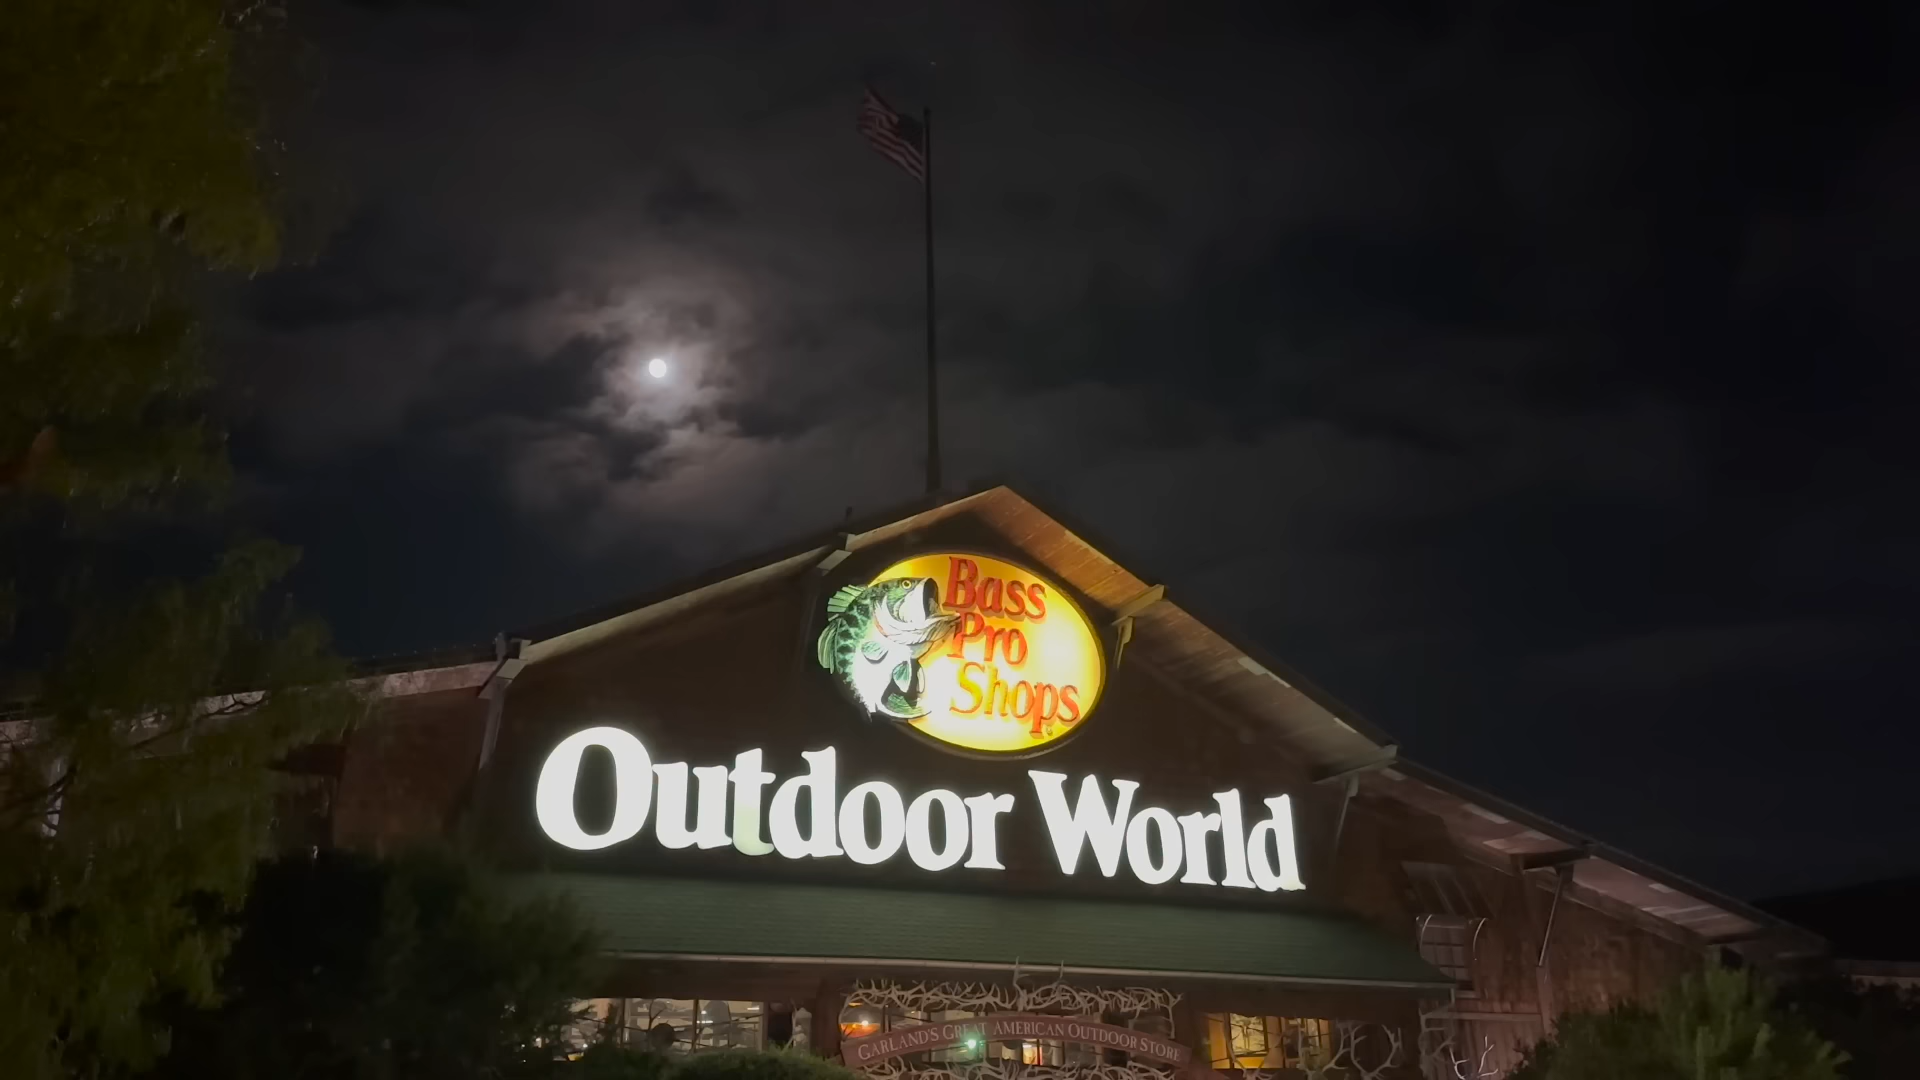 Bass
Pro
Shops
Outdoor World
GARLAND'S GREAT AMERICAN OUTDOOR STORE